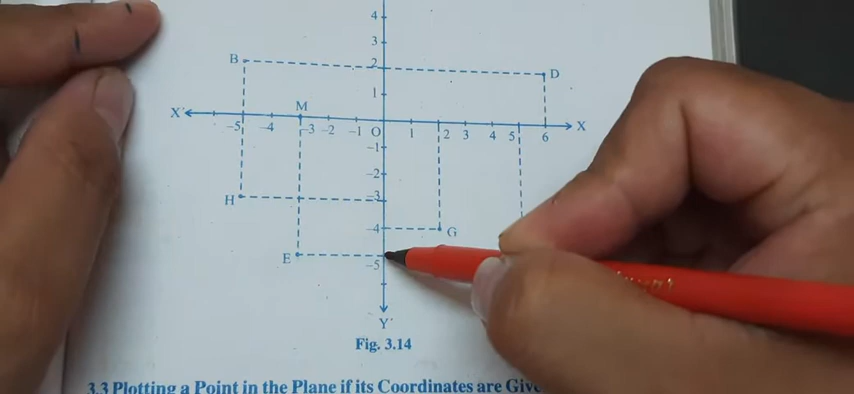 4
3
B
2
D
1
X′
M
X
–5
–4
–3
–2
–1
O
1
2
3
4
5
6
–1
–2
H
–3
–4
G
E
–5
Y′
Fig. 3.14
3.3 Plotting a Point in the Plane if its Coordinates are